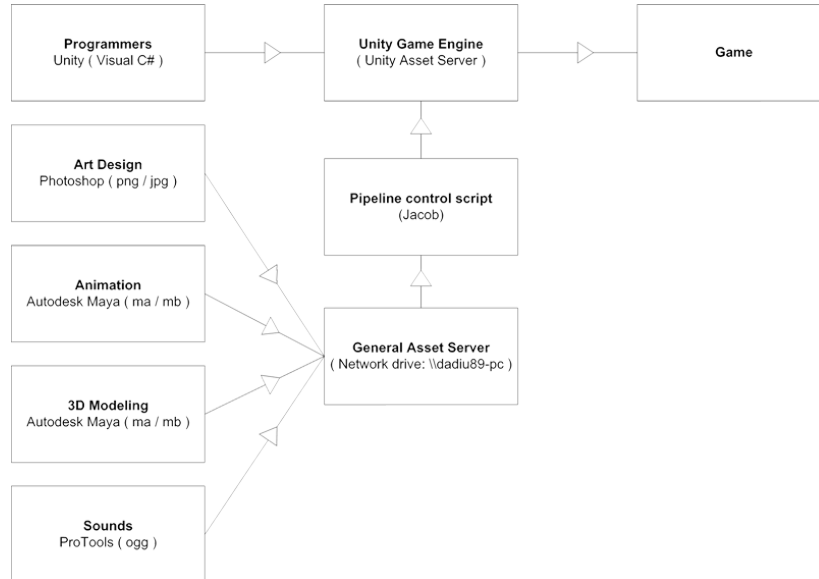 Programmers
Unity ( Visual C# )
Unity Game Engine
( Unity Asset Server )
Game
Art Design
Photoshop ( png / jpg )
Pipeline control script
(Jacob)
Animation
Autodesk Maya ( ma / mb )
General Asset Server
( Network drive: \\dadiu89-pc )
3D Modeling
Autodesk Maya ( ma / mb )
Sounds
ProTools ( ogg )